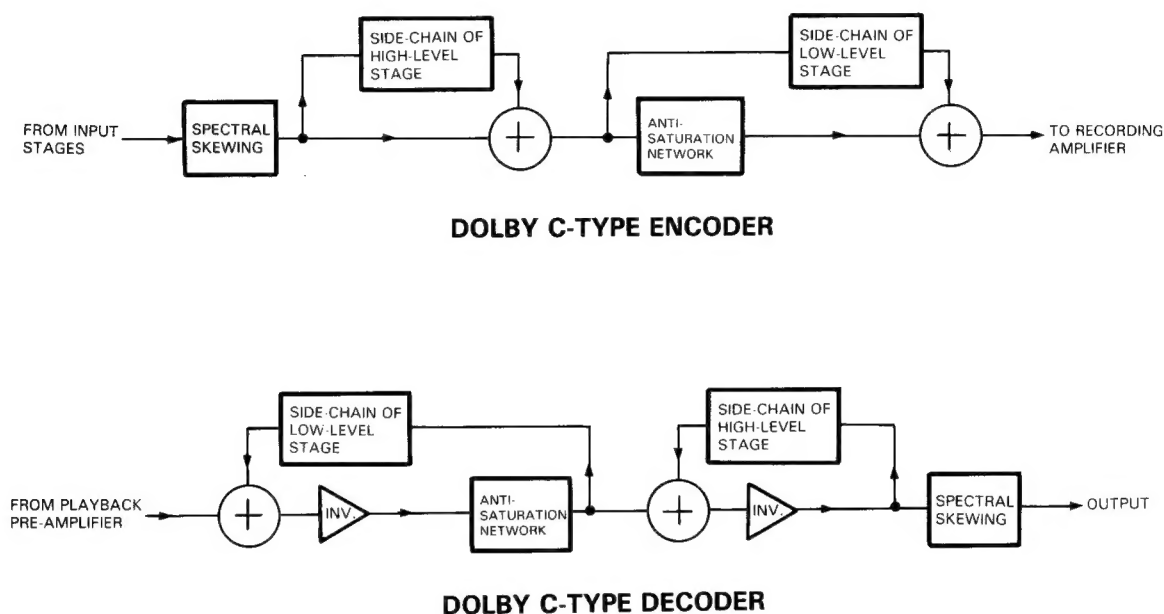 SIDE-CHAIN OF
HIGH-LEVEL
STAGE
SIDE-CHAIN OF
LOW-LEVEL
STAGE
FROM INPUT
STAGES
SPECTRAL
SKEWING
+
ANTI-
SATURATION
NETWORK
+
TO RECORDING
AMPLIFIER
DOLBY C-TYPE ENCODER
SIDE-CHAIN OF
LOW-LEVEL
STAGE
SIDE-CHAIN OF
HIGH-LEVEL
STAGE
FROM PLAYBACK
PRE-AMPLIFIER
+
INV.
ANTI-
SATURATION
NETWORK
+
INV.
SPECTRAL
SKEWING
OUTPUT
DOLBY C-TYPE DECODER